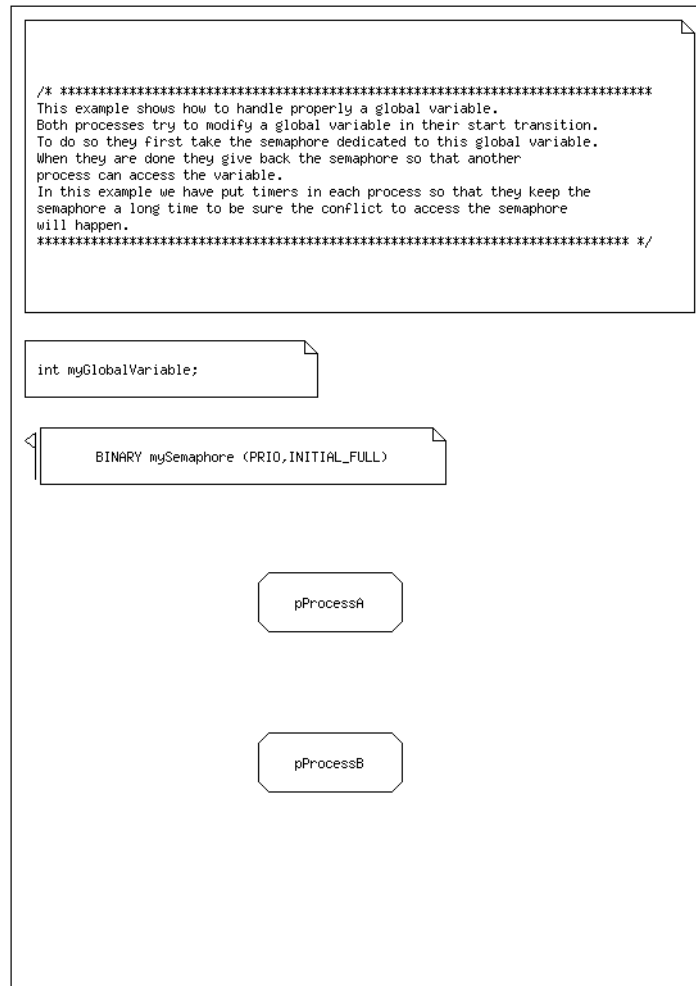 /* *****************************************************************************
This example shows how to handle properly a global variable.
Both processes try to modify a global variable in their start transition.
To do so they first take the semaphore dedicated to this global variable.
When they are done they give back the semaphore so that another
process can access the variable.
In this example we have put timers in each process so that they keep the
semaphore a long time to be sure the conflict to access the semaphore
will happen.
***************************************************************************** */
int myGlobalVariable;
BINARY mySemaphore (PRIO,INITIAL_FULL)
pProcessA
pProcessB